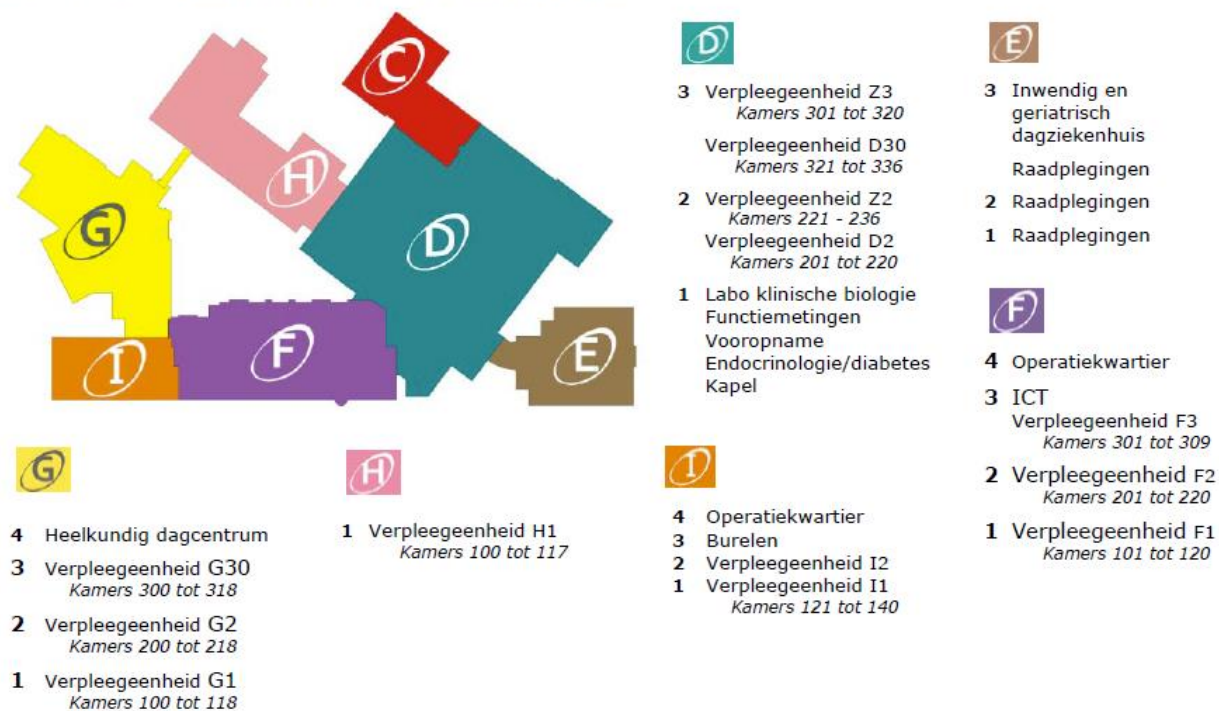 C
H
G
D
I
F
E
D
3 Verpleegeenheid Z3
Kamers 301 tot 320
Verpleegeenheid D30
Kamers 321 tot 336
2 Verpleegeenheid Z2
Kamers 221 - 236
Verpleegeenheid D2
Kamers 201 tot 220
1 Labo klinische biologie
Functiemetingen
Vooropname
Endocrinologie/diabetes
Kapel
E
3 Inwendig en
geriatrisch
dagziekenhuis
Raadplegingen
2 Raadplegingen
1 Raadplegingen
F
4 Operatiekwartier
3 ICT
Verpleegeenheid F3
Kamers 301 tot 309
2 Verpleegeenheid F2
Kamers 201 tot 220
1 Verpleegeenheid F1
Kamers 101 tot 120
G
4 Heelkundig dagcentrum
3 Verpleegeenheid G30
Kamers 300 tot 318
2 Verpleegeenheid G2
Kamers 200 tot 218
1 Verpleegeenheid G1
Kamers 100 tot 118
H
1 Verpleegeenheid H1
Kamers 100 tot 117
I
4 Operatiekwartier
3 Burelen
2 Verpleegeenheid I2
1 Verpleegeenheid I1
Kamers 121 tot 140